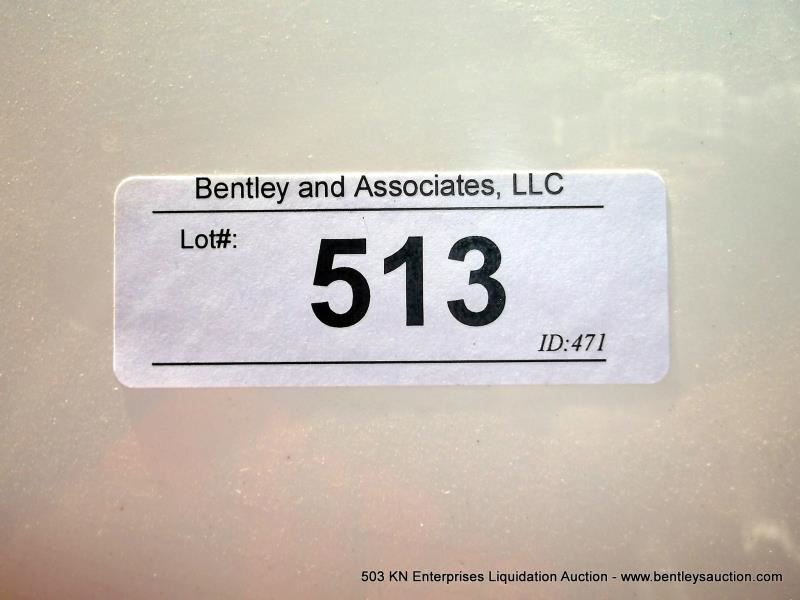 Bentley and Associates, LLC
Lot#: 513
ID:471
503 KN Enterprises Liquidation Auction - www.bentleysauction.com